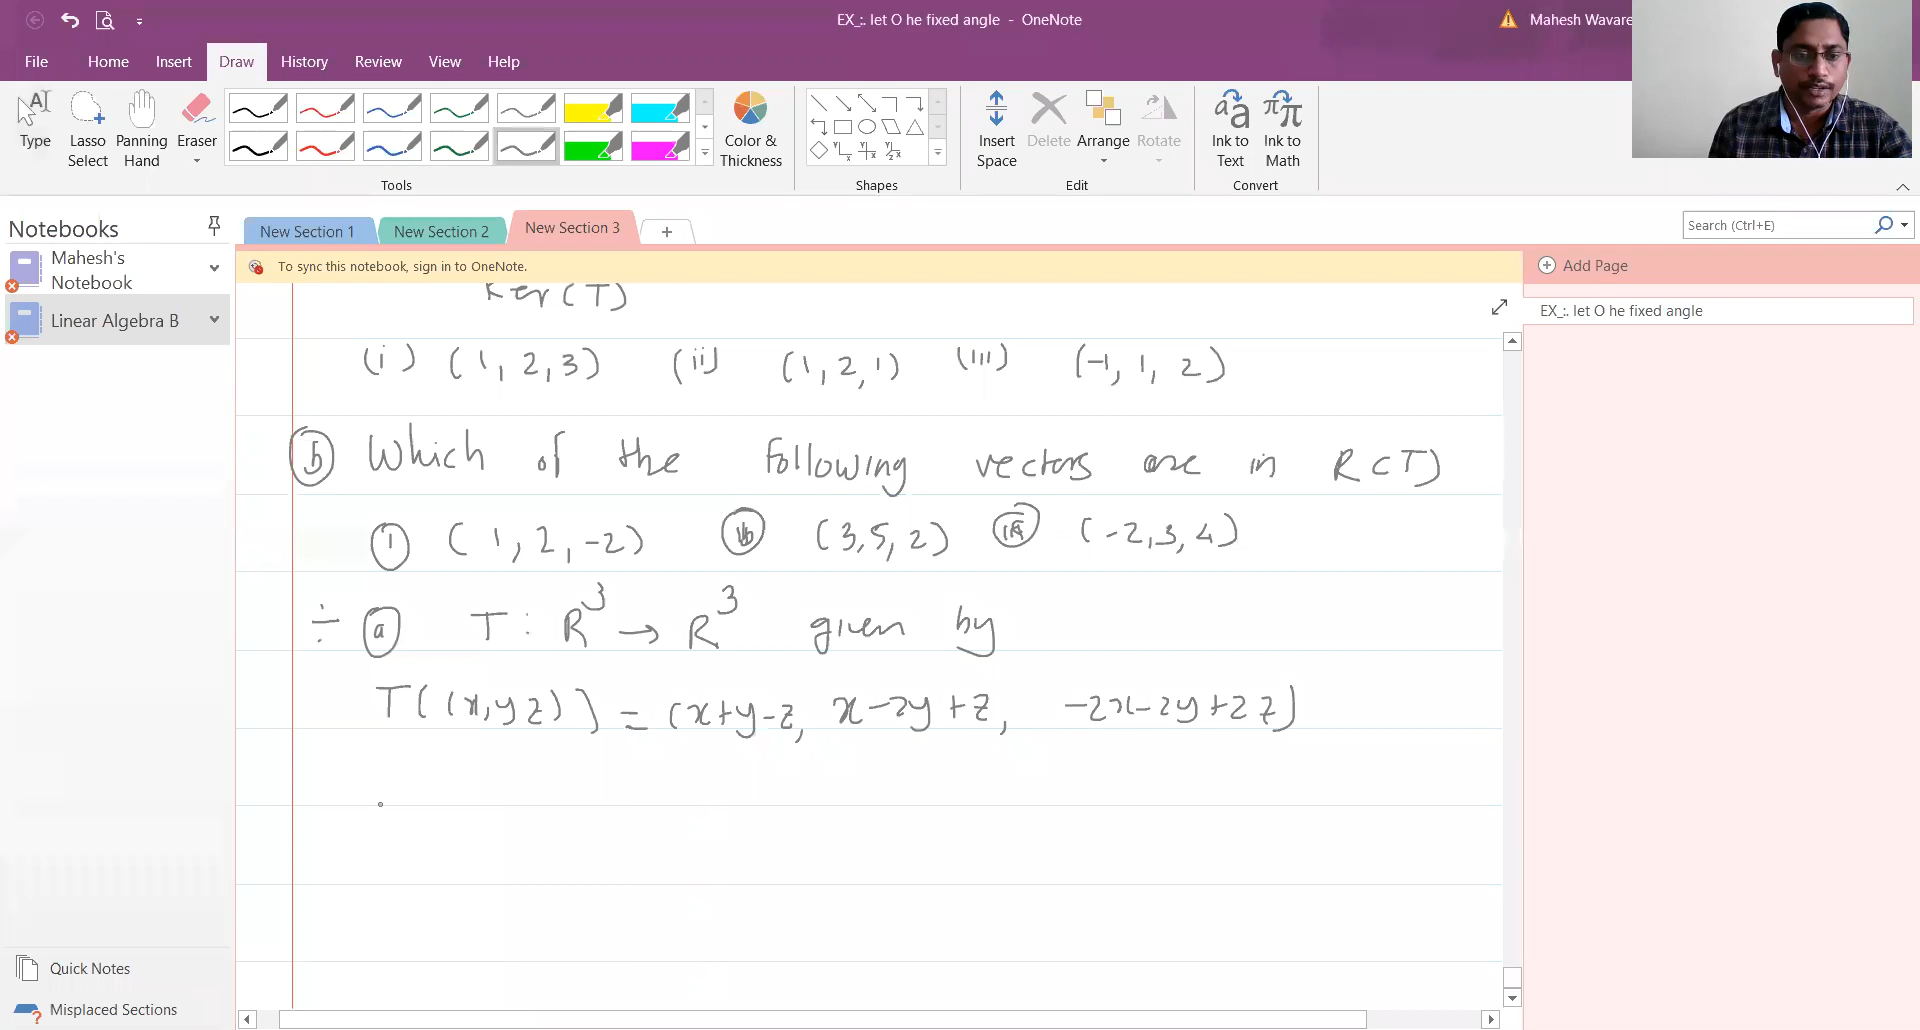 EX_:. let O he fixed angle - OneNote
Mahesh Wavare
File Home Insert Draw History Review View Help
Type
Lasso Select
Panning Hand
Eraser
Color & Thickness
Insert Space
Delete
Arrange
Rotate
Ink to Text
Ink to Math
Tools
Shapes
Edit
Convert
Notebooks
New Section 1
New Section 2
New Section 3
Search (Ctrl+E)
Mahesh's Notebook
Linear Algebra B
To sync this notebook, sign in to OneNote.
Add Page
EX_:. let O he fixed angle
Ker(T)
(i) (1, 2, 3) (ii) (1, 2, 1) (iii) (-1, 1, 2)
(b) Which of the following vectors are in R(T)
(i) (1, 2, -2) (3, 5, 2) (-2, 3, 4)
÷ (a) T : R³ → R³ given by
T((x, y z)) = (x+y-z, x-2y+z, -2x-2y+2z)
Quick Notes
Misplaced Sections